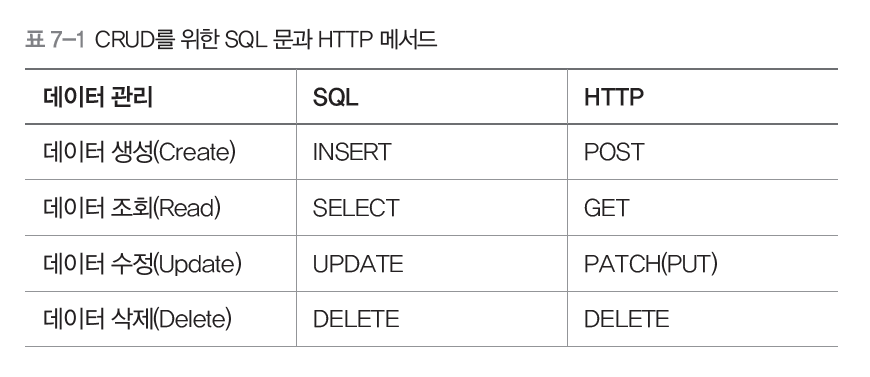 표 7-1 CRUD를 위한 SQL 문과 HTTP 메서드
데이터 관리 SQL HTTP
데이터 생성(Create) INSERT POST
데이터 조회(Read) SELECT GET
데이터 수정(Update) UPDATE PATCH(PUT)
데이터 삭제(Delete) DELETE DELETE